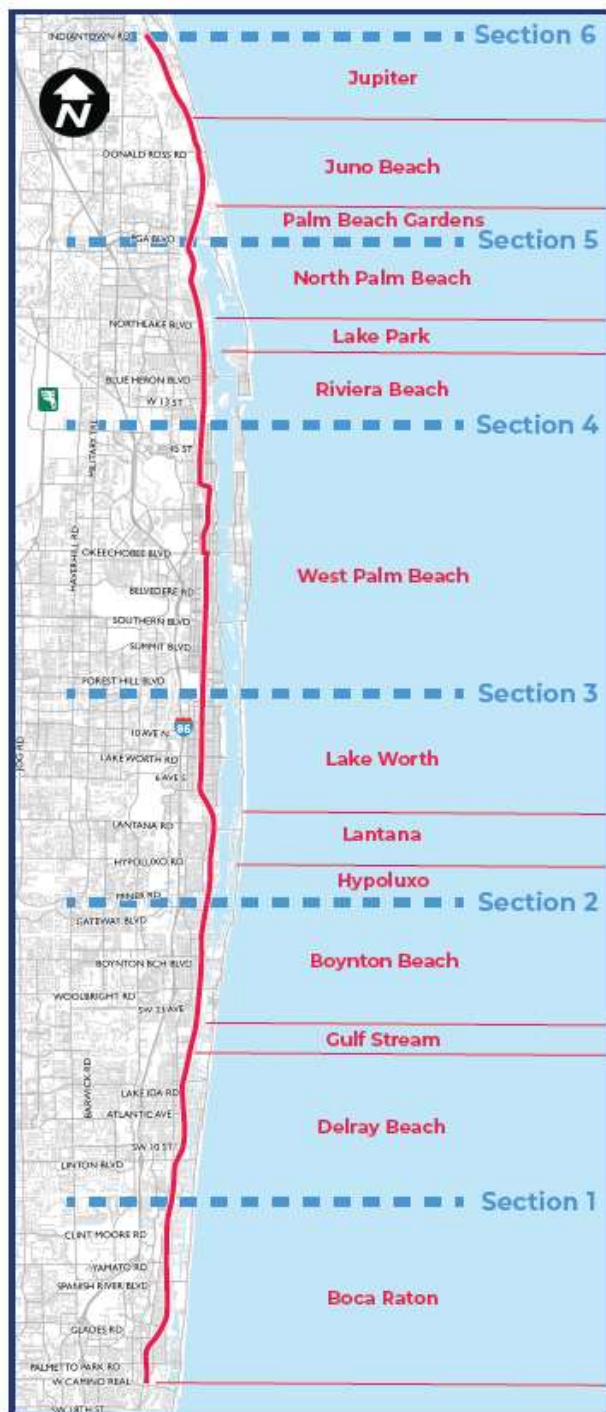 INDIANTOWN RD
Section 6
Jupiter
N
DONALD ROSS RD
Juno Beach
Palm Beach Gardens
PGA BLVD
Section 5
North Palm Beach
NORTHLAKE BLVD
Lake Park
BLUE HERON BLVD
Riviera Beach
W 13 ST
MILITARY TRL
Section 4
45 ST
HAVERHILL RD
OKEECHOBEE BLVD
West Palm Beach
BELVEDERE RD
SOUTHERN BLVD
SUMMIT BLVD
FOREST HILL BLVD
Section 3
10 AVE N
95
JOG RD
LAKE WORTH RD
Lake Worth
6 AVE S
LANTANA RD
Lantana
HYPOLUXO RD
Hypoluxo
MINER RD
Section 2
GATEWAY BLVD
BOYNTON BCH BLVD
Boynton Beach
WOOLBRIGHT RD
SW 23 AVE
Gulf Stream
BARWICK RD
LAKE IDA RD
ATLANTIC AVE
Delray Beach
SW 10 ST
LINTON BLVD
Section 1
CLINT MOORE RD
YAMATO RD
SPANISH RIVER BLVD
Boca Raton
GLADES RD
PALMETTO PARK RD
W CAMINO REAL
SW 18TH ST